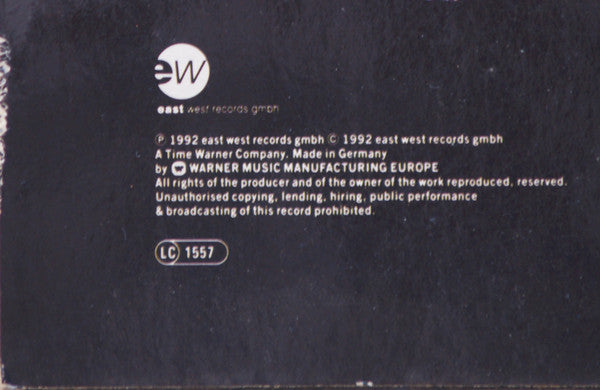 ew
east west records gmbh
℗ 1992 east west records gmbh © 1992 east west records gmbh
A Time Warner Company. Made in Germany
by WARNER MUSIC MANUFACTURING EUROPE
All rights of the producer and of the owner of the work reproduced, reserved.
Unauthorised copying, lending, hiring, public performance
& broadcasting of this record prohibited.
LC 1557